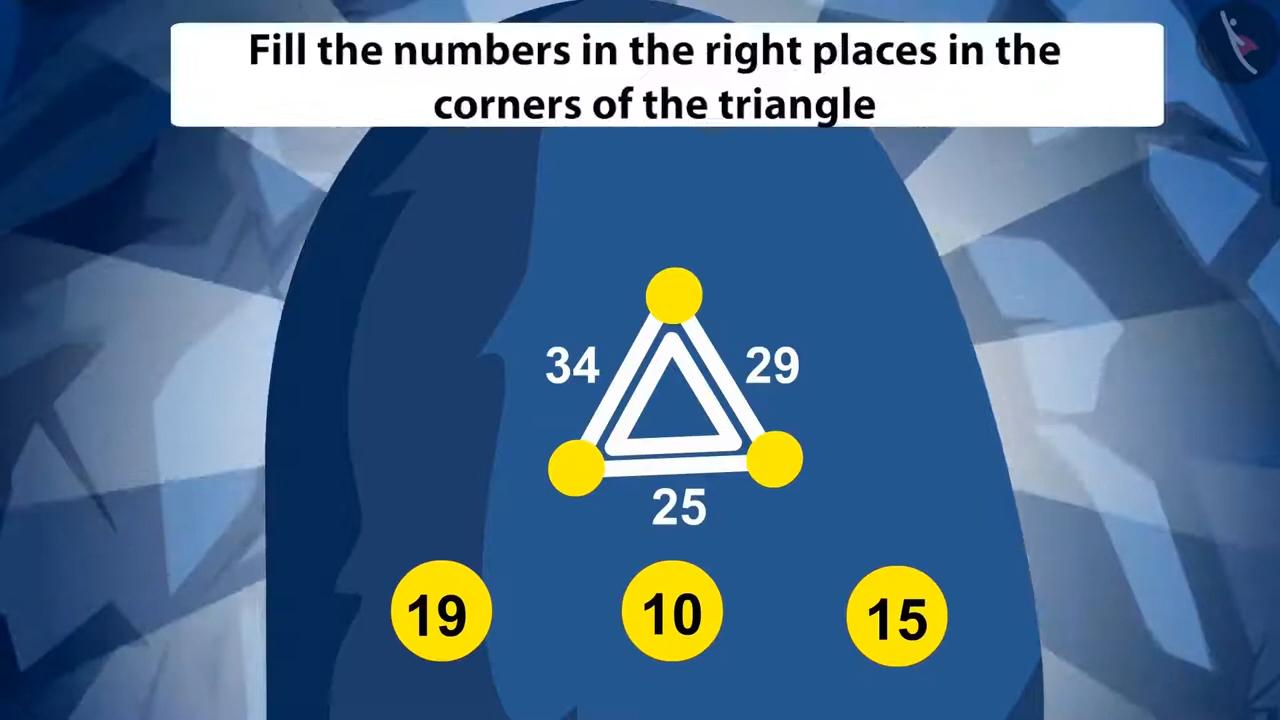 Fill the numbers in the right places in the
corners of the triangle
34 29
25
19 10 15